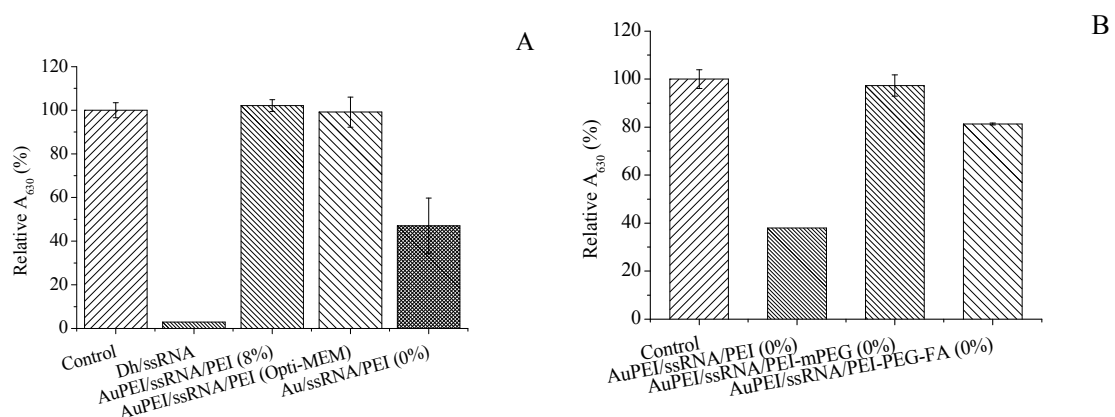 A
120
100
80
60
40
20
0
Relative A630 (%)
Control
Dh/ssRNA
AuPEI/ssRNA/PEI (8%)
AuPEI/ssRNA/PEI (Opti-MEM)
Au/ssRNA/PEI (0%)
B
120
100
80
60
40
20
0
Relative A630 (%)
Control
AuPEI/ssRNA/PEI (0%)
AuPEI/ssRNA/PEI-mPEG (0%)
AuPEI/ssRNA/PEI-PEG-FA (0%)